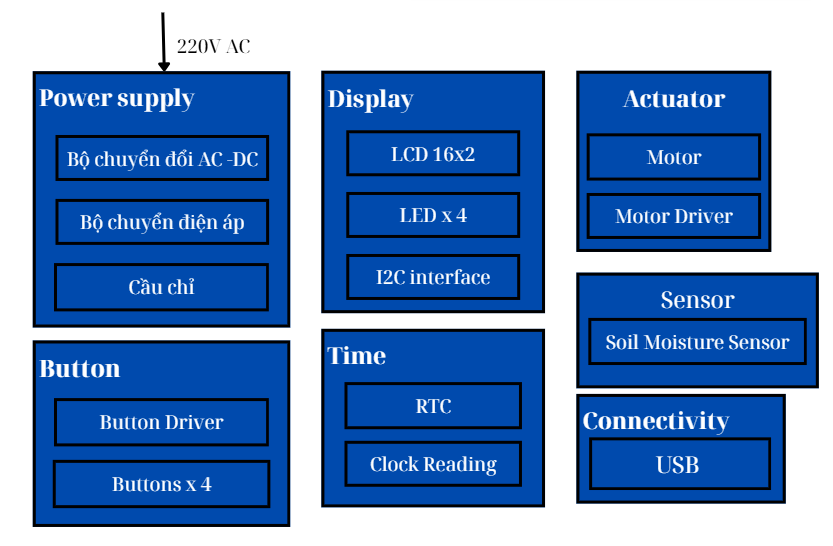 220V AC
Power supply
Bộ chuyển đổi AC -DC
Bộ chuyển điện áp
Cầu chỉ
Button
Button Driver
Buttons x 4
Display
LCD 16x2
LED x 4
I2C interface
Time
RTC
Clock Reading
Actuator
Motor
Motor Driver
Sensor
Soil Moisture Sensor
Connectivity
USB